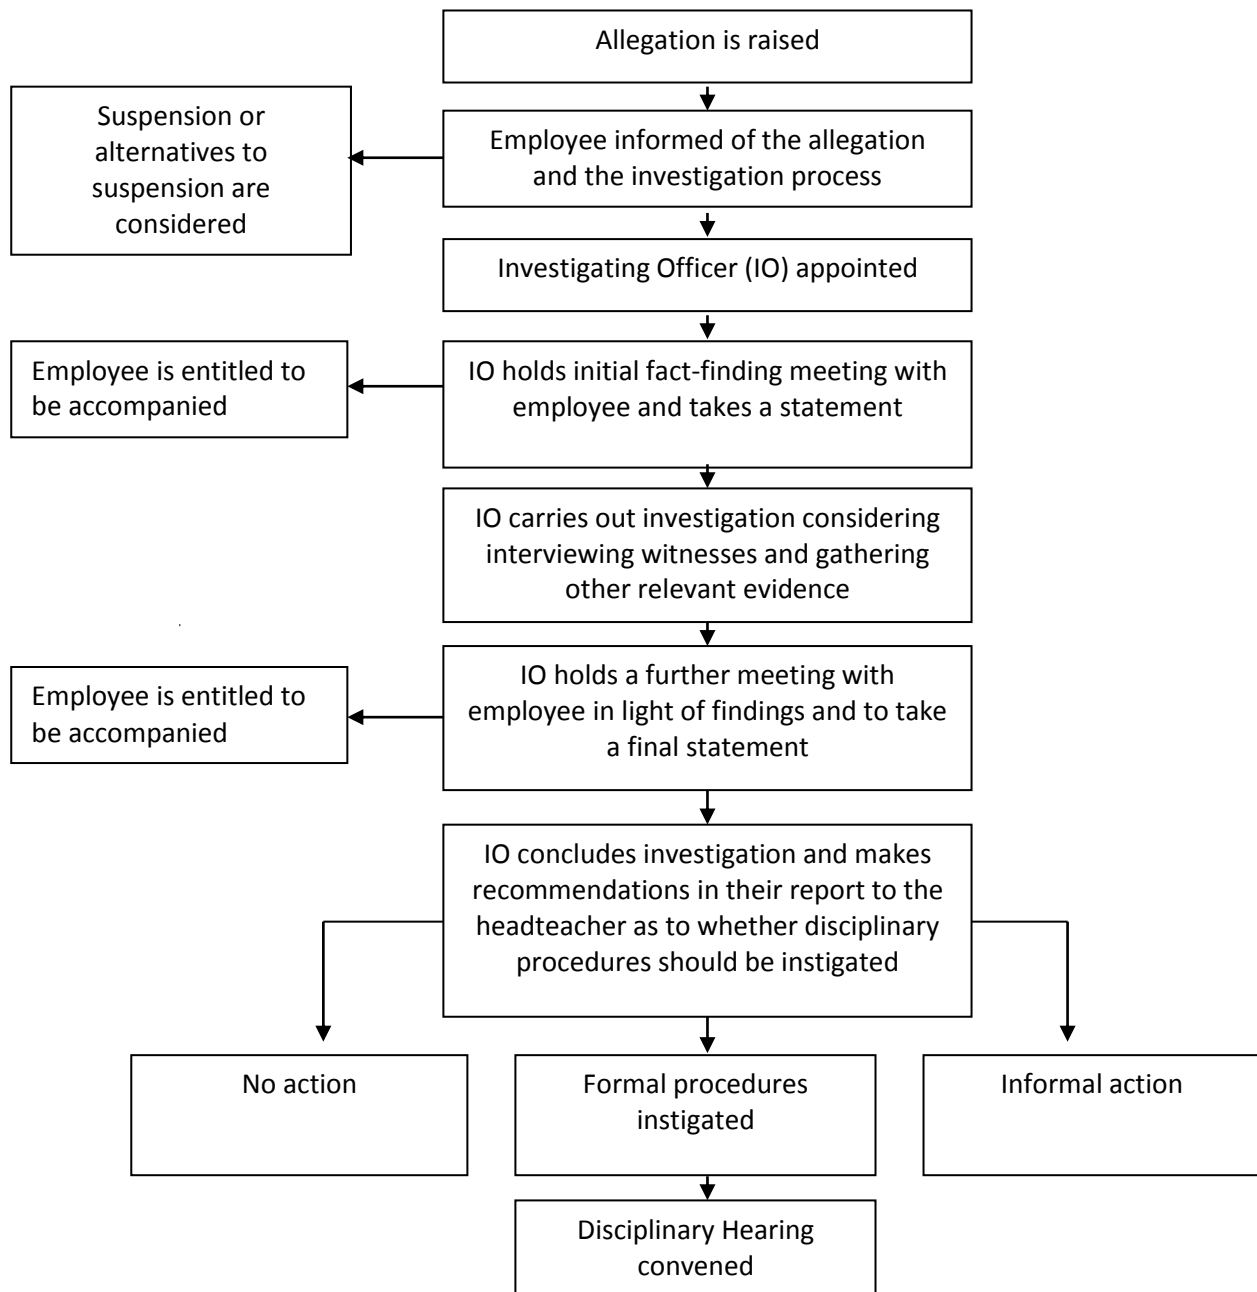 Allegation is raised
Suspension or
alternatives to
suspension are
considered
Employee informed of the allegation
and the investigation process
Investigating Officer (IO) appointed
Employee is entitled to
be accompanied
IO holds initial fact-finding meeting with
employee and takes a statement
IO carries out investigation considering
interviewing witnesses and gathering
other relevant evidence
Employee is entitled to
be accompanied
IO holds a further meeting with
employee in light of findings and to take
a final statement
IO concludes investigation and makes
recommendations in their report to the
headteacher as to whether disciplinary
procedures should be instigated
No action
Formal procedures
instigated
Informal action
Disciplinary Hearing
convened